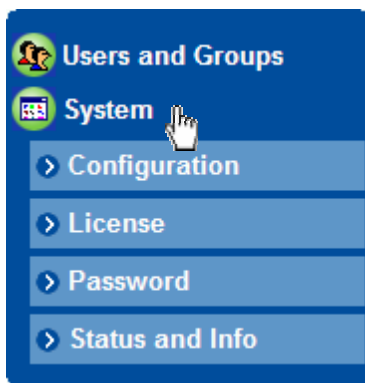 Users and Groups
System
Configuration
License
Password
Status and Info